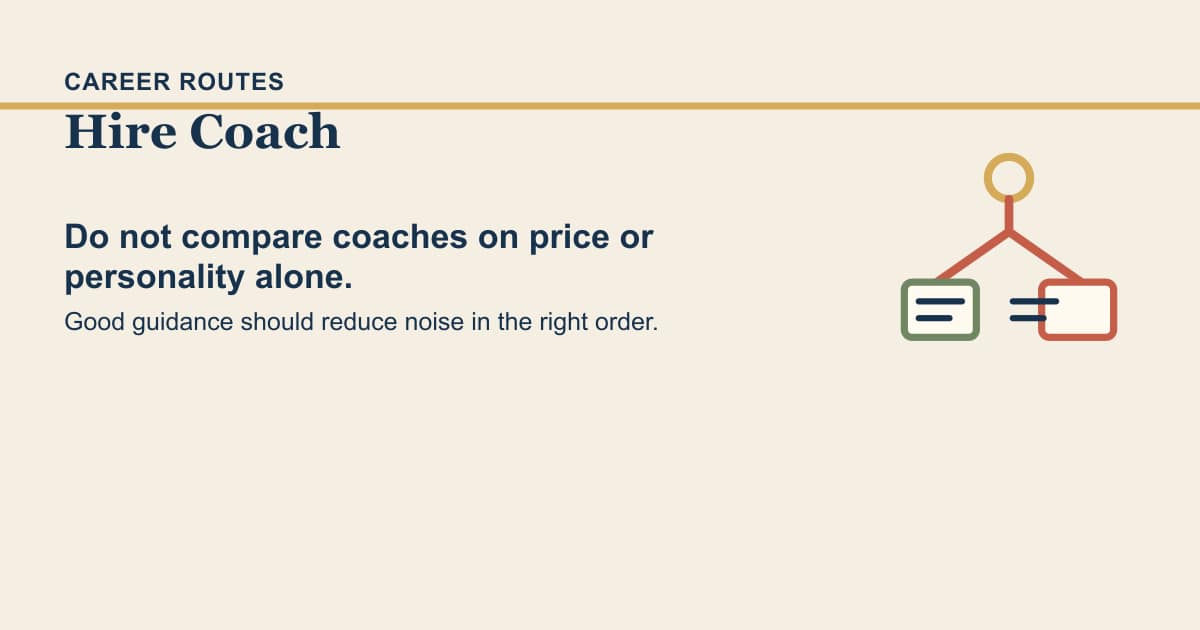 CAREER ROUTES
Hire Coach
Do not compare coaches on price or
personality alone.
Good guidance should reduce noise in the right order.